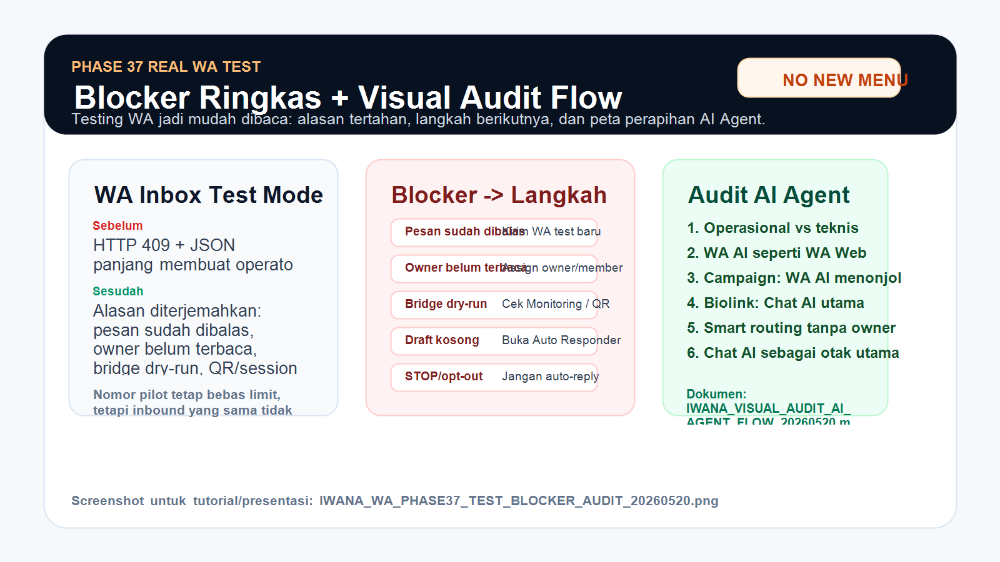 PHASE 37 REAL WA TEST
NO NEW MENU
Blocker Ringkas + Visual Audit Flow
Testing WA jadi mudah dibaca: alasan tertahan, langkah berikutnya, dan peta perapihan AI Agent.
WA Inbox Test Mode
Sebelum
HTTP 409 + JSON
panjang membuat operato
Sesudah
Alasan diterjemahkan:
pesan sudah dibalas,
owner belum terbaca,
bridge dry-run, QR/session
Nomor pilot tetap bebas limit,
tetapi inbound yang sama tidak
Blocker -> Langkah
Pesan sudah dibalas Kirim WA test baru
Owner belum terbaca Assign owner/member
Bridge dry-run Cek Monitoring / QR
Draft kosong Buka Auto Responder
STOP/opt-out Jangan auto-reply
Audit AI Agent
1. Operasional vs teknis
2. WA AI seperti WA Web
3. Campaign: WA AI menonjol
4. Biolink: Chat AI utama
5. Smart routing tanpa owner
6. Chat AI sebagai otak utama
Dokumen:
IWANA_VISUAL_AUDIT_AI_
AGENT_FLOW_20260520.m
Screenshot untuk tutorial/presentasi: IWANA_WA_PHASE37_TEST_BLOCKER_AUDIT_20260520.png